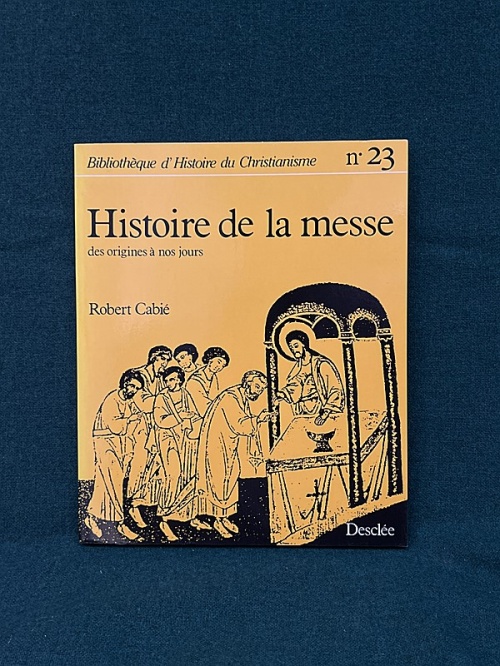 Bibliothèque d'Histoire du Christianisme n° 23
Histoire de la messe
des origines à nos jours
Robert Cabié
Desclée